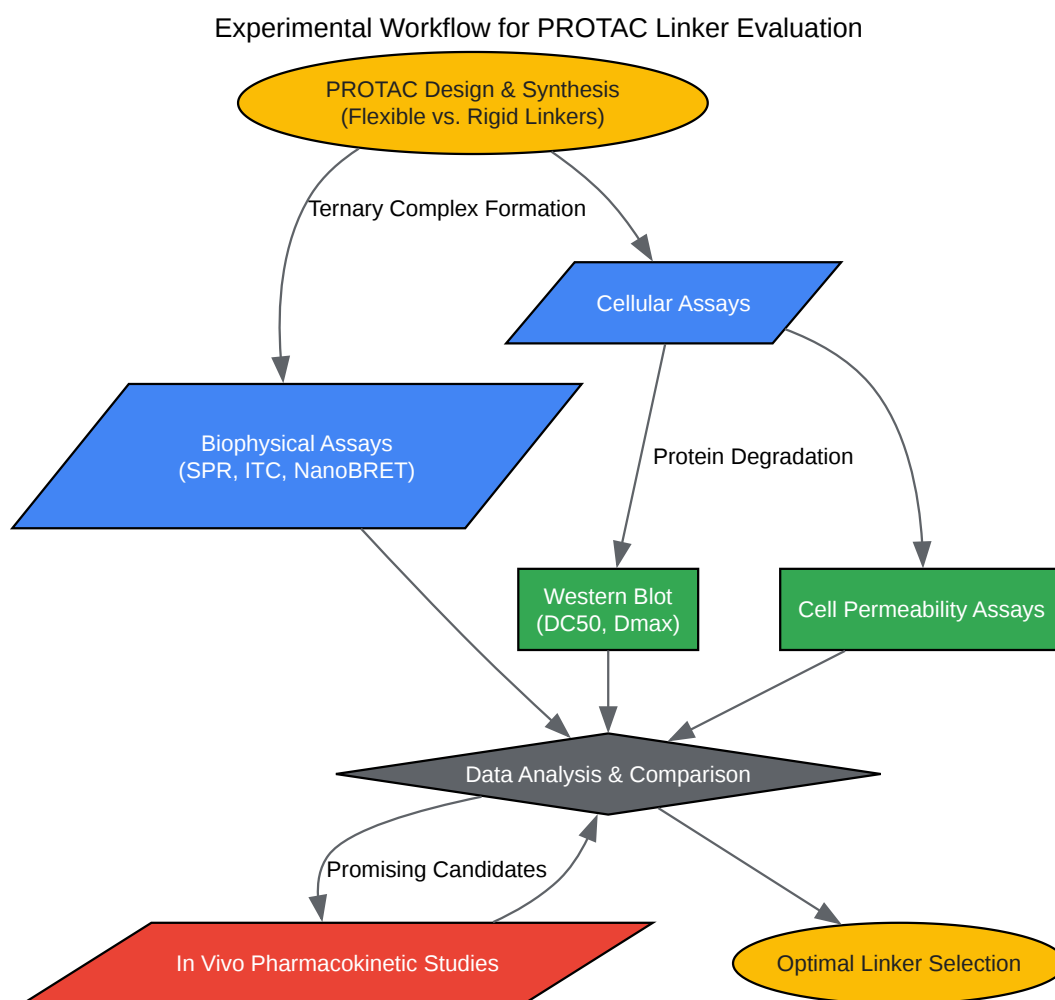 Experimental Workflow for PROTAC Linker Evaluation
PROTAC Design & Synthesis
(Flexible vs. Rigid Linkers)
Ternary Complex Formation
Cellular Assays
Biophysical Assays
(SPR, ITC, NanoBRET)
Protein Degradation
Western Blot
(DC50, Dmax)
Cell Permeability Assays
Data Analysis & Comparison
Promising Candidates
In Vivo Pharmacokinetic Studies
Optimal Linker Selection